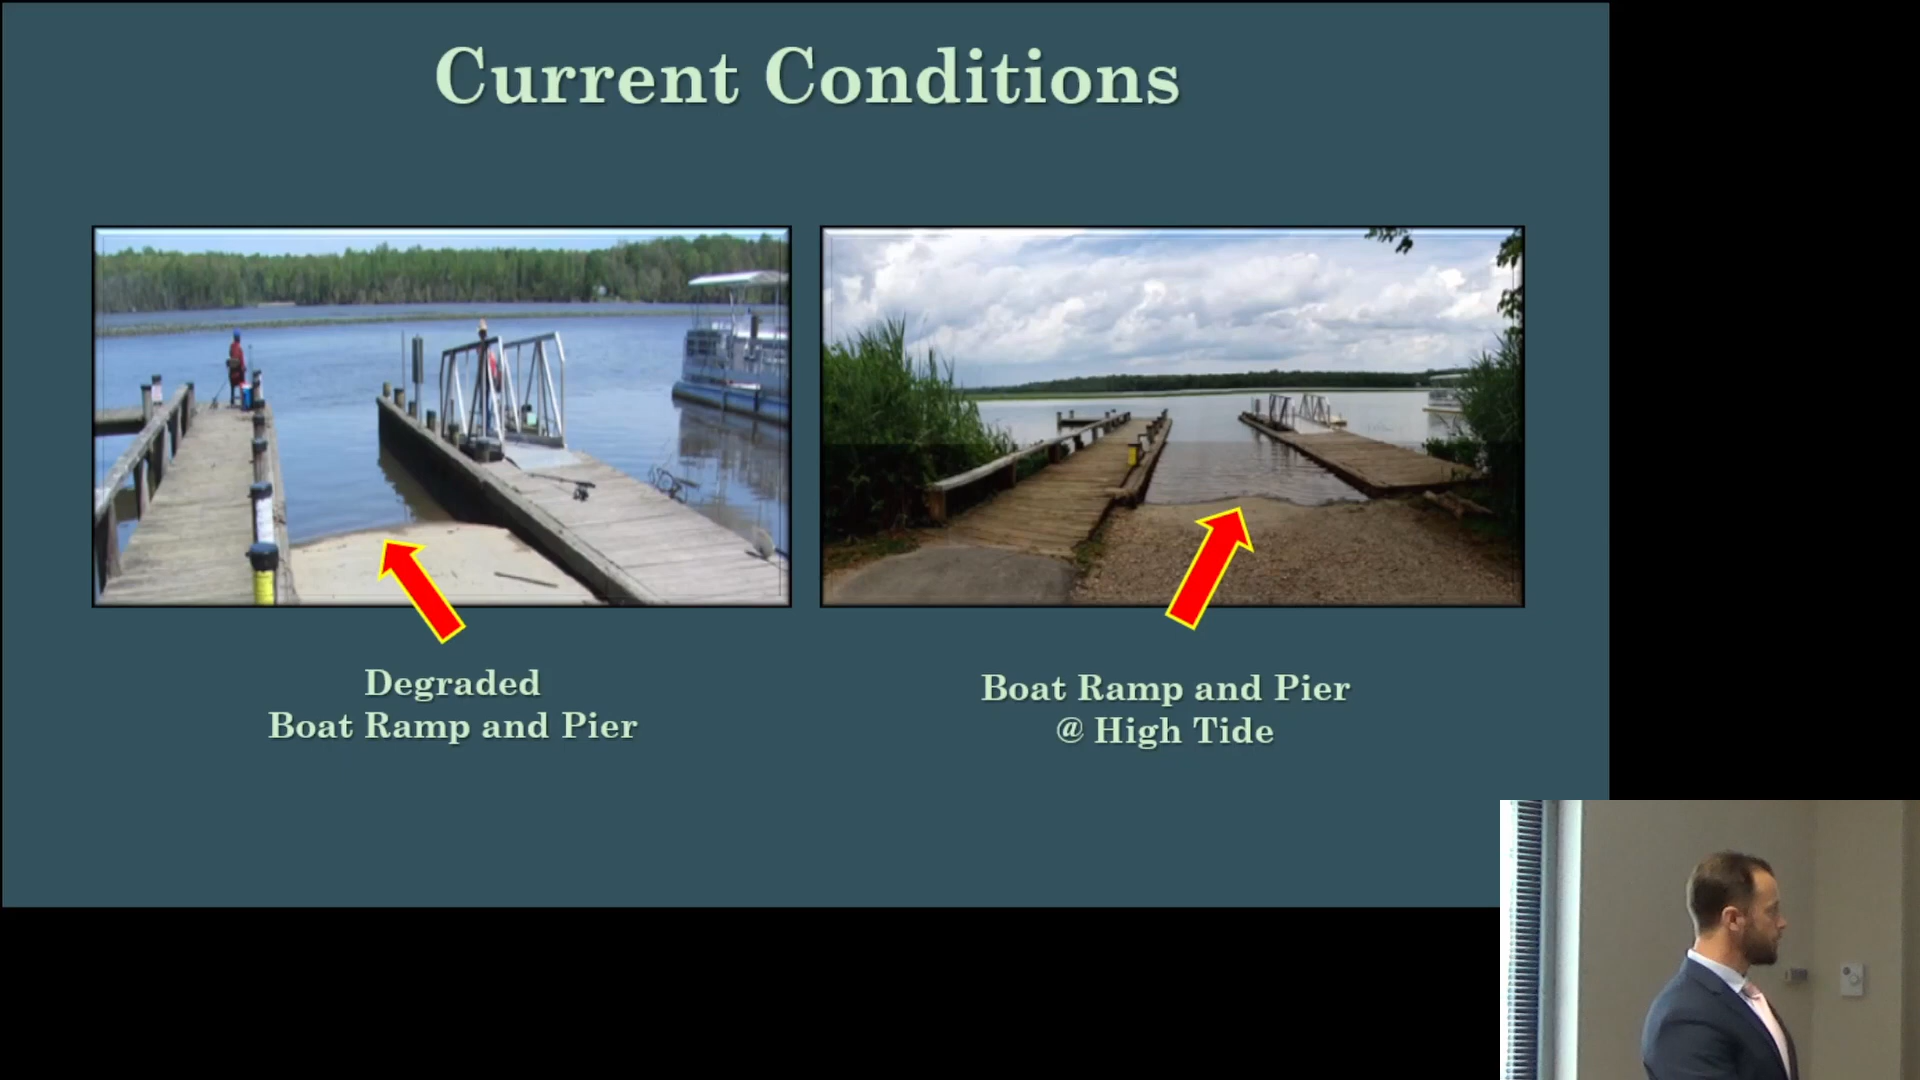 Current Conditions
Degraded
Boat Ramp and Pier
Boat Ramp and Pier
@ High Tide